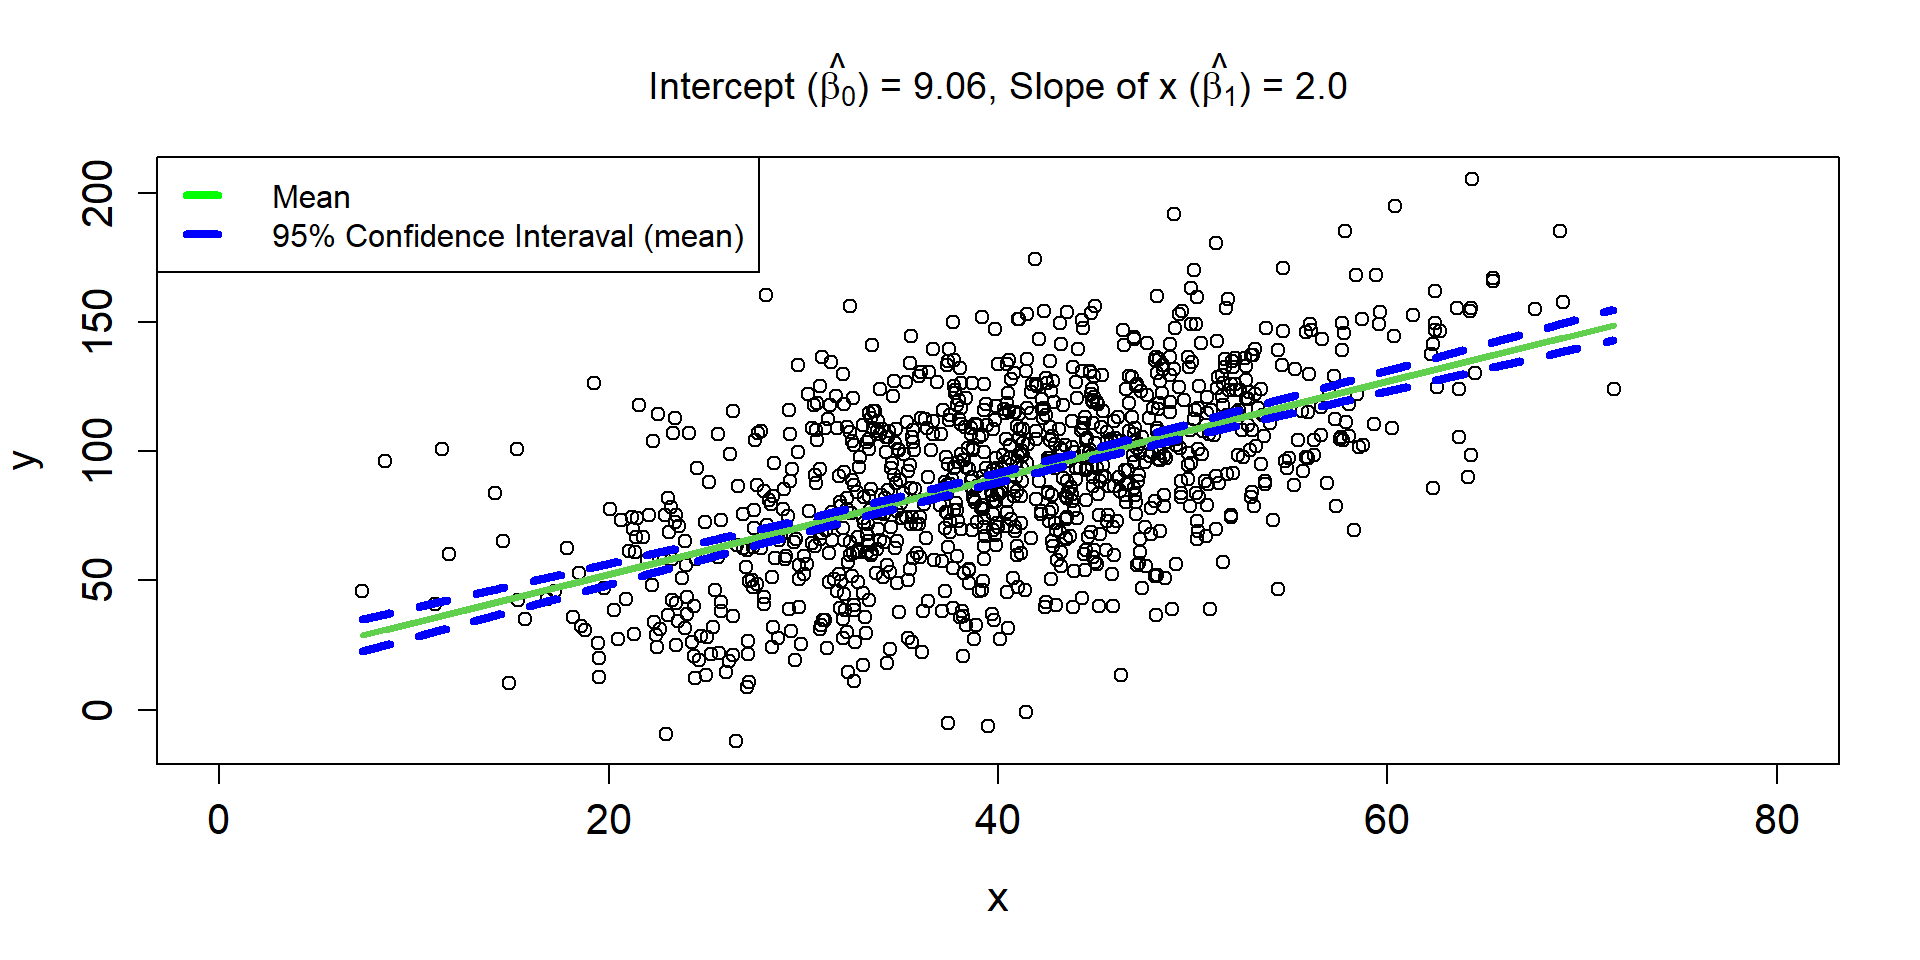 Intercept (β̂₀) = 9.06, Slope of x (β̂₁) = 2.0
Mean
95% Confidence Interaval (mean)
200
150
100
50
0
y
0 20 40 60 80
x